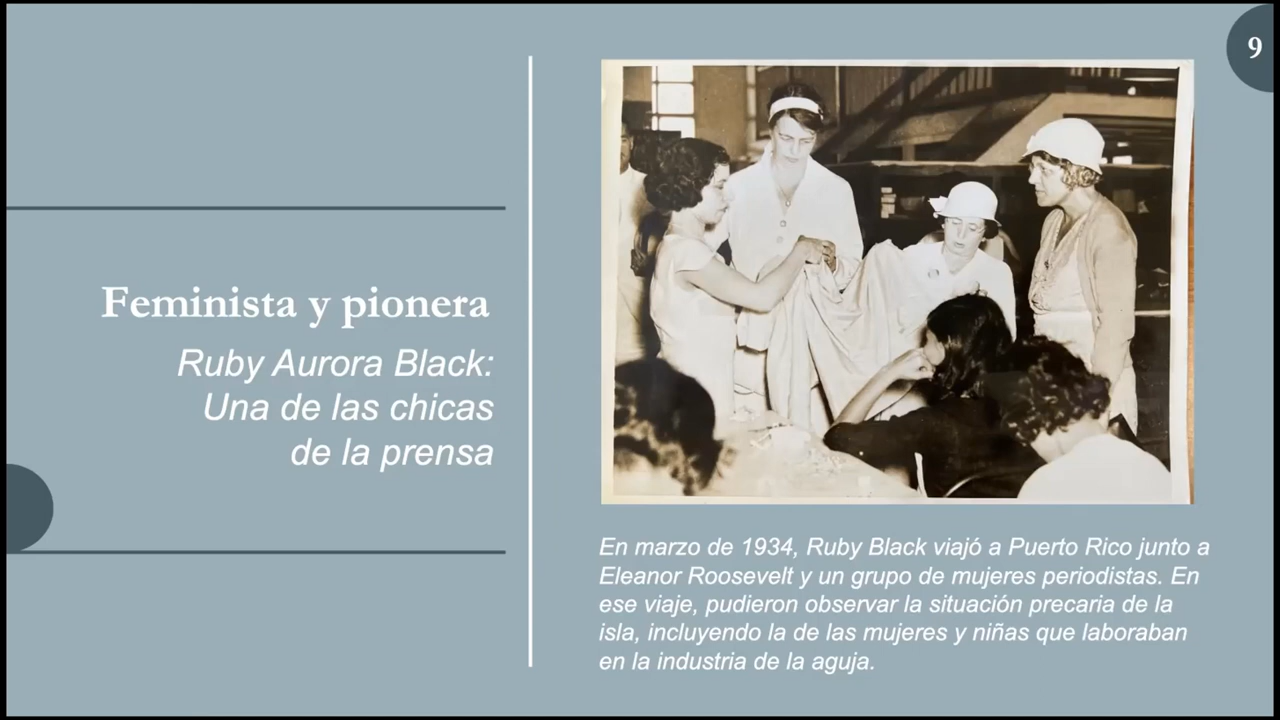 9
Feminista y pionera
Ruby Aurora Black:
Una de las chicas
de la prensa
En marzo de 1934, Ruby Black viajó a Puerto Rico junto a
Eleanor Roosevelt y un grupo de mujeres periodistas. En
ese viaje, pudieron observar la situación precaria de la
isla, incluyendo la de las mujeres y niñas que laboraban
en la industria de la aguja.